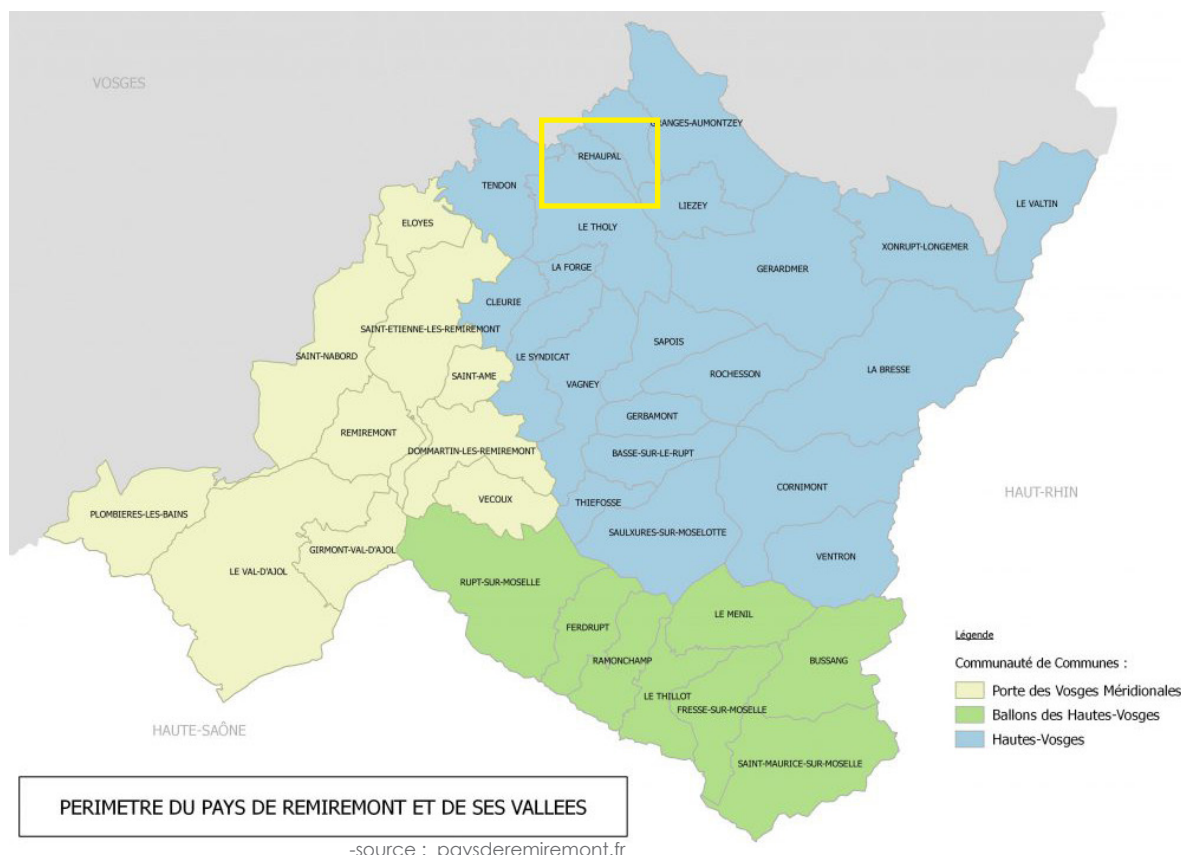 VOSGES
GRANGES-AUMONTZEY
REHAUPAL
TENDON
LE VALTIN
LIEZEY
ELOYES
LE THOLY
XONRUPT-LONGEMER
LA FORGE
GERARDMER
CLEURIE
SAINT-ETIENNE-LES-REMIREMONT
SAINT-NABORD
LE SYNDICAT
SAPOIS
LA BRESSE
SAINT-AME
VAGNEY
ROCHESSON
GERBAMONT
REMIREMONT
DOMMARTIN-LES-REMIREMONT
BASSE-SUR-LE-RUPT
CORNIMONT
HAUT-RHIN
VECOUX
THIEFOSSE
PLOMBIERES-LES-BAINS
SAULXURES-SUR-MOSELOTTE
GIRMONT-VAL-D'AJOL
VENTRON
LE VAL-D'AJOL
RUPT-SUR-MOSELLE
LE MENIL
FERDRUPT
RAMONCHAMP
BUSSANG
LE THILLOT
FRESSE-SUR-MOSELLE
HAUTE-SAÔNE
SAINT-MAURICE-SUR-MOSELLE
Légende
Communauté de Communes :
Porte des Vosges Méridionales
Ballons des Hautes-Vosges
Hautes-Vosges
PERIMETRE DU PAYS DE REMIREMONT ET DE SES VALLEES
-source : paysderemiremont.fr